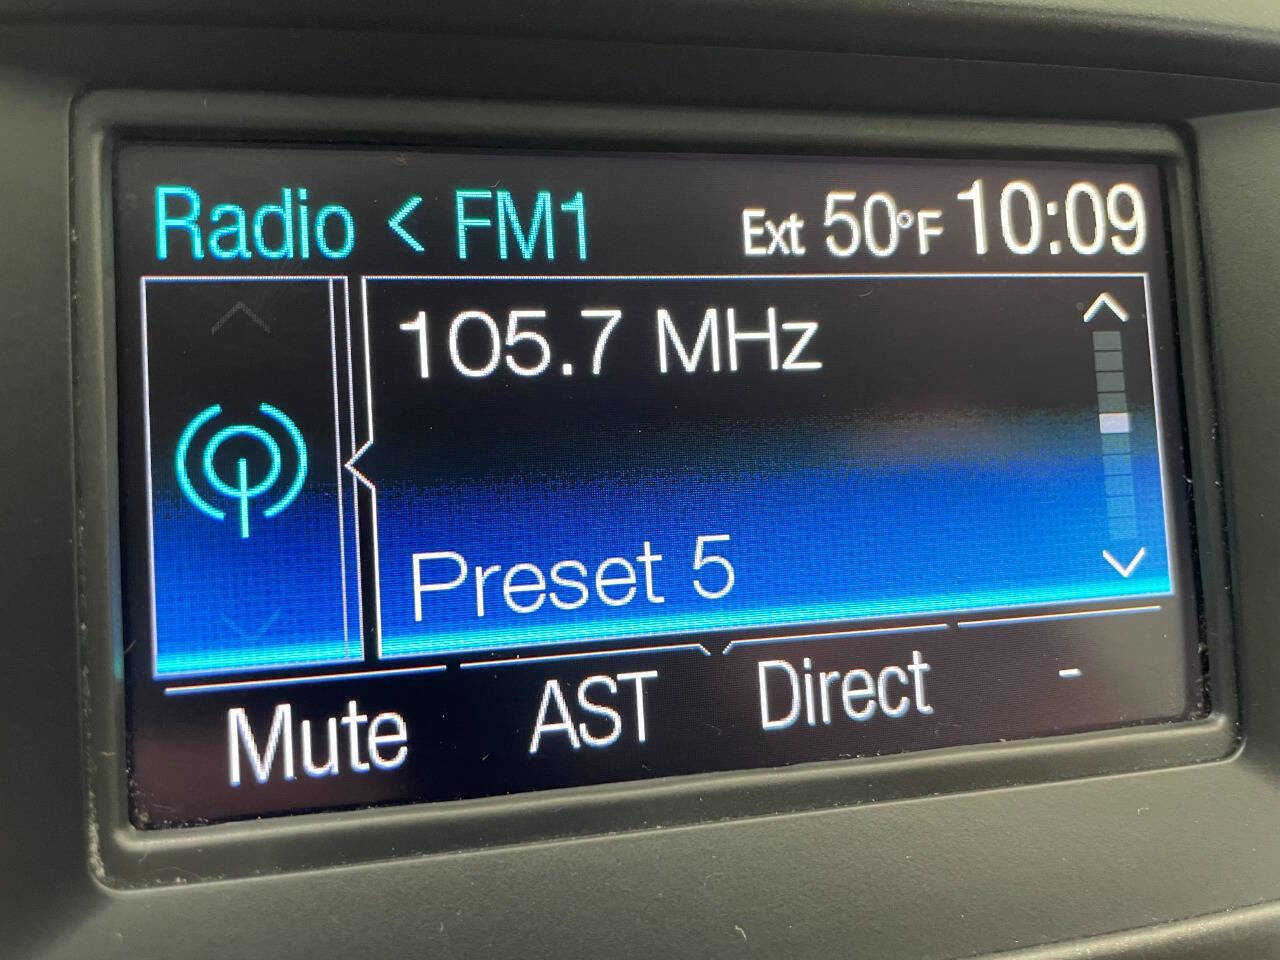 Radio < FM1 Ext 50°F 10:09
105.7 MHz
Preset 5
Mute AST Direct -